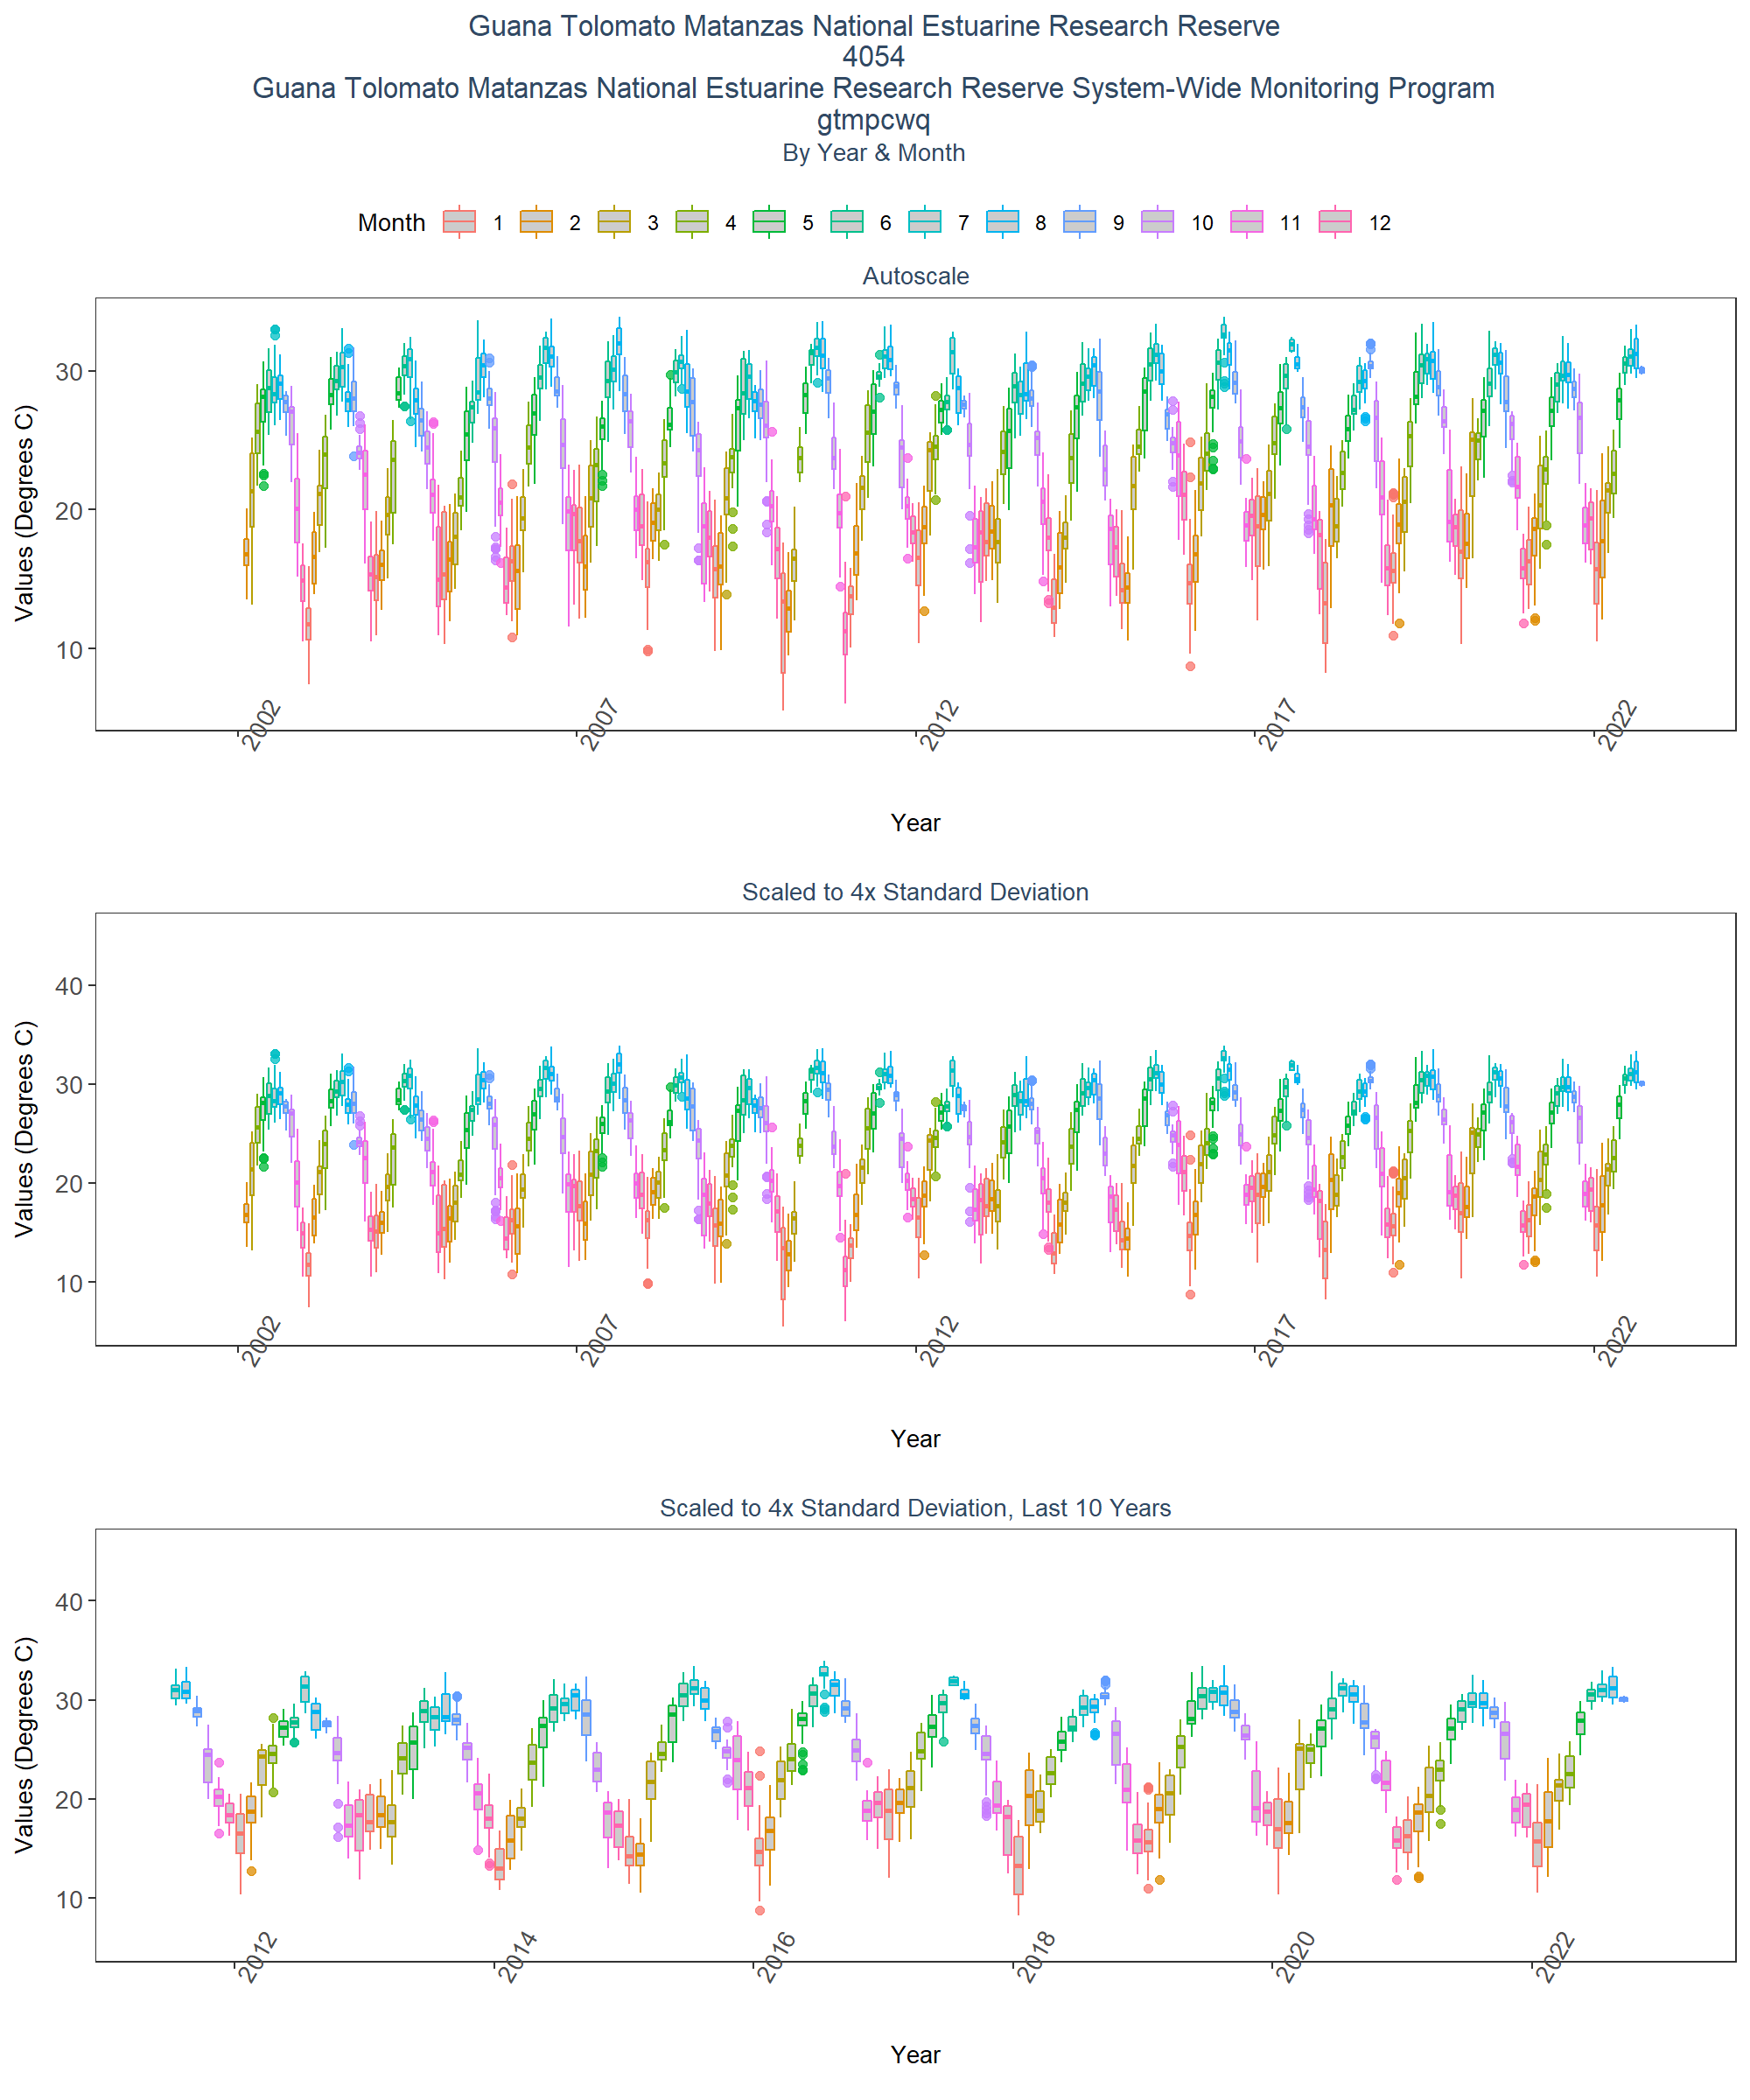 Guana Tolomato Matanzas National Estuarine Research Reserve
4054
Guana Tolomato Matanzas National Estuarine Research Reserve System-Wide Monitoring Program
gtmpcwq
By Year & Month
Month 1 2 3 4 5 6 7 8 9 10 11 12
Autoscale
Values (Degrees C)
30
20
10
2002 2007 2012 2017 2022
Year
Scaled to 4x Standard Deviation
Values (Degrees C)
40
30
20
10
2002 2007 2012 2017 2022
Year
Scaled to 4x Standard Deviation, Last 10 Years
Values (Degrees C)
40
30
20
10
2012 2014 2016 2018 2020 2022
Year